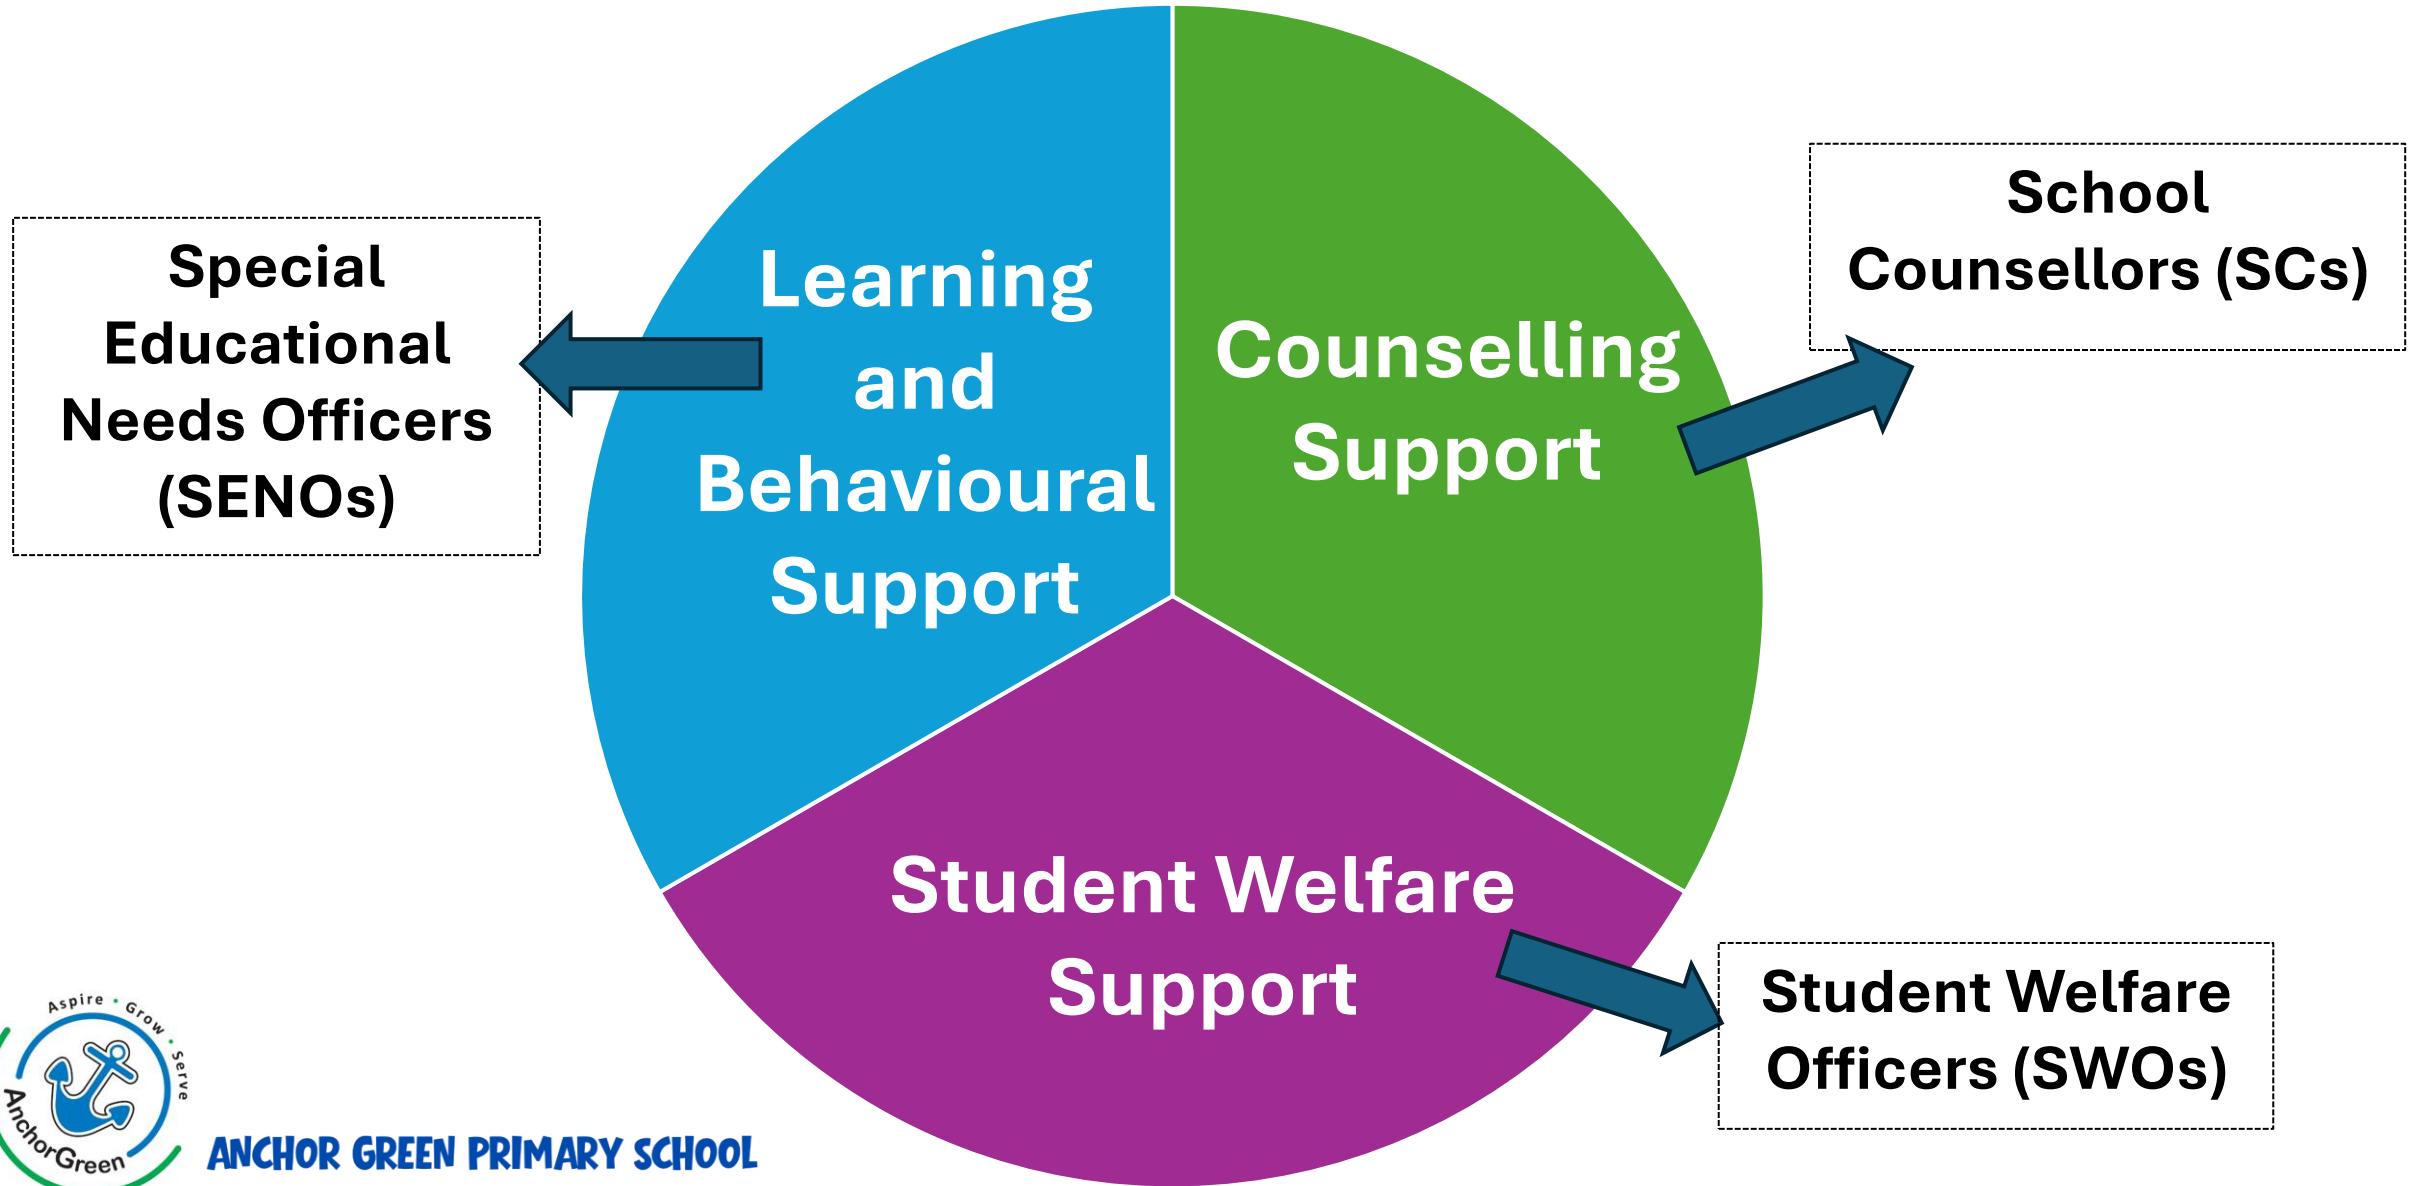 Special
Educational
Needs Officers
(SENOs)
Learning
and
Behavioural
Support
Counselling
Support
School
Counsellors (SCs)
Student Welfare
Support
Student Welfare
Officers (SWOs)
Aspire • Grow • Serve
AnchorGreen
ANCHOR GREEN PRIMARY SCHOOL